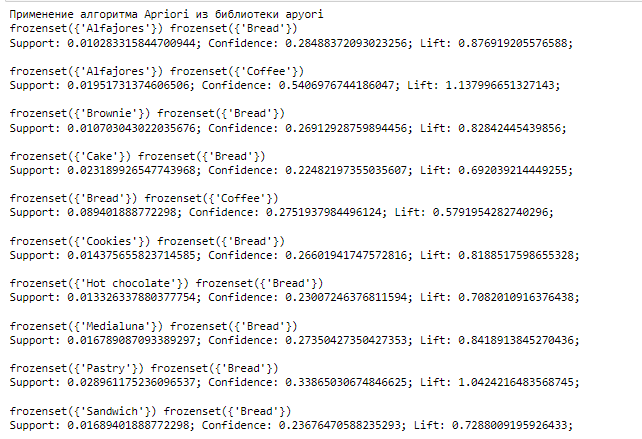 Применение алгоритма Apriori из библиотеки apyori
frozenset({'Alfajores'}) frozenset({'Bread'})
Support: 0.010283315844700944; Confidence: 0.28488372093023256; Lift: 0.876919205576588;
frozenset({'Alfajores'}) frozenset({'Coffee'})
Support: 0.01951731374606506; Confidence: 0.5406976744186047; Lift: 1.137996651327143;
frozenset({'Brownie'}) frozenset({'Bread'})
Support: 0.010703043022035676; Confidence: 0.26912928759894456; Lift: 0.82842445439856;
frozenset({'Cake'}) frozenset({'Bread'})
Support: 0.023189926547743968; Confidence: 0.22482197355035607; Lift: 0.692039214449255;
frozenset({'Bread'}) frozenset({'Coffee'})
Support: 0.089401888772298; Confidence: 0.2751937984496124; Lift: 0.5791954282740296;
frozenset({'Cookies'}) frozenset({'Bread'})
Support: 0.014375655823714585; Confidence: 0.26601941747572816; Lift: 0.8188517598655328;
frozenset({'Hot chocolate'}) frozenset({'Bread'})
Support: 0.013326337880377754; Confidence: 0.23007246376811594; Lift: 0.7082010916376438;
frozenset({'Medialuna'}) frozenset({'Bread'})
Support: 0.016789087093389297; Confidence: 0.27350427350427353; Lift: 0.8418913845270436;
frozenset({'Pastry'}) frozenset({'Bread'})
Support: 0.028961175236096537; Confidence: 0.33865030674846625; Lift: 1.0424216483568745;
frozenset({'Sandwich'}) frozenset({'Bread'})
Support: 0.01689401888772298; Confidence: 0.23676470588235293; Lift: 0.7288009195926433;